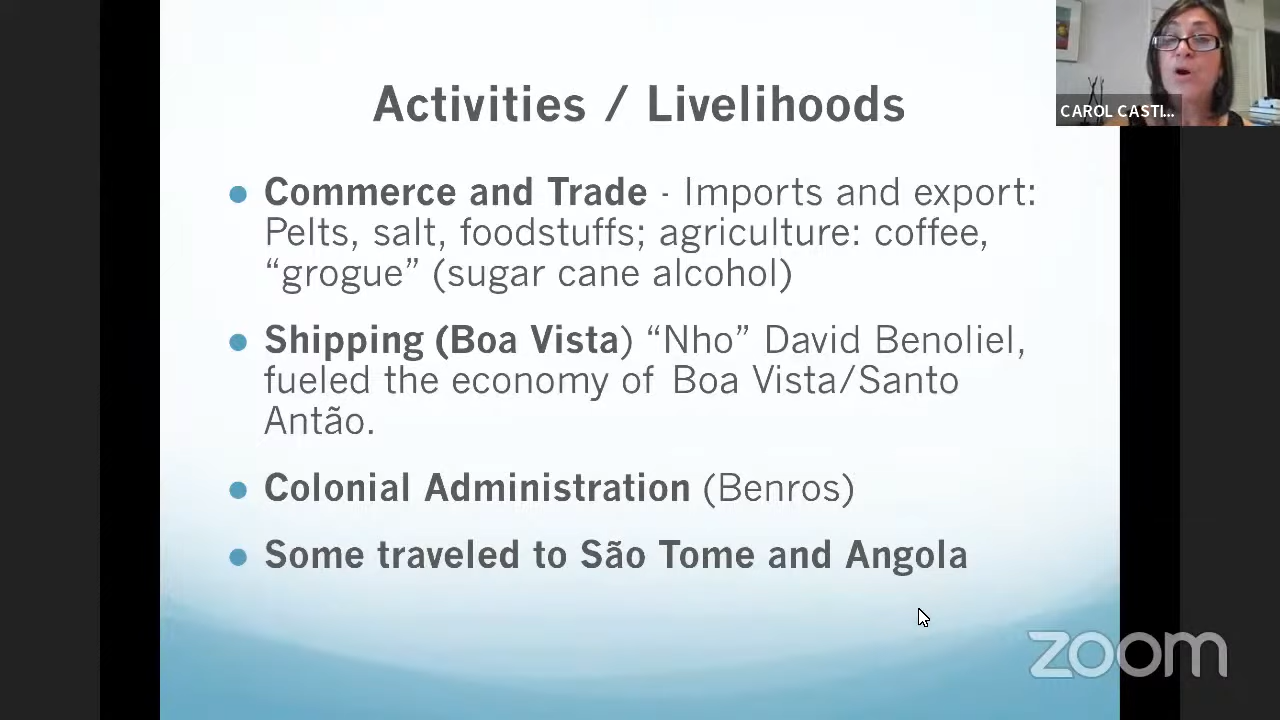 Activities / Livelihoods
CAROL CASTI...
Commerce and Trade - Imports and export:
Pelts, salt, foodstuffs; agriculture: coffee,
“grogue” (sugar cane alcohol)
Shipping (Boa Vista) “Nho” David Benoliel,
fueled the economy of Boa Vista/Santo
Antão.
Colonial Administration (Benros)
Some traveled to São Tome and Angola
zoom